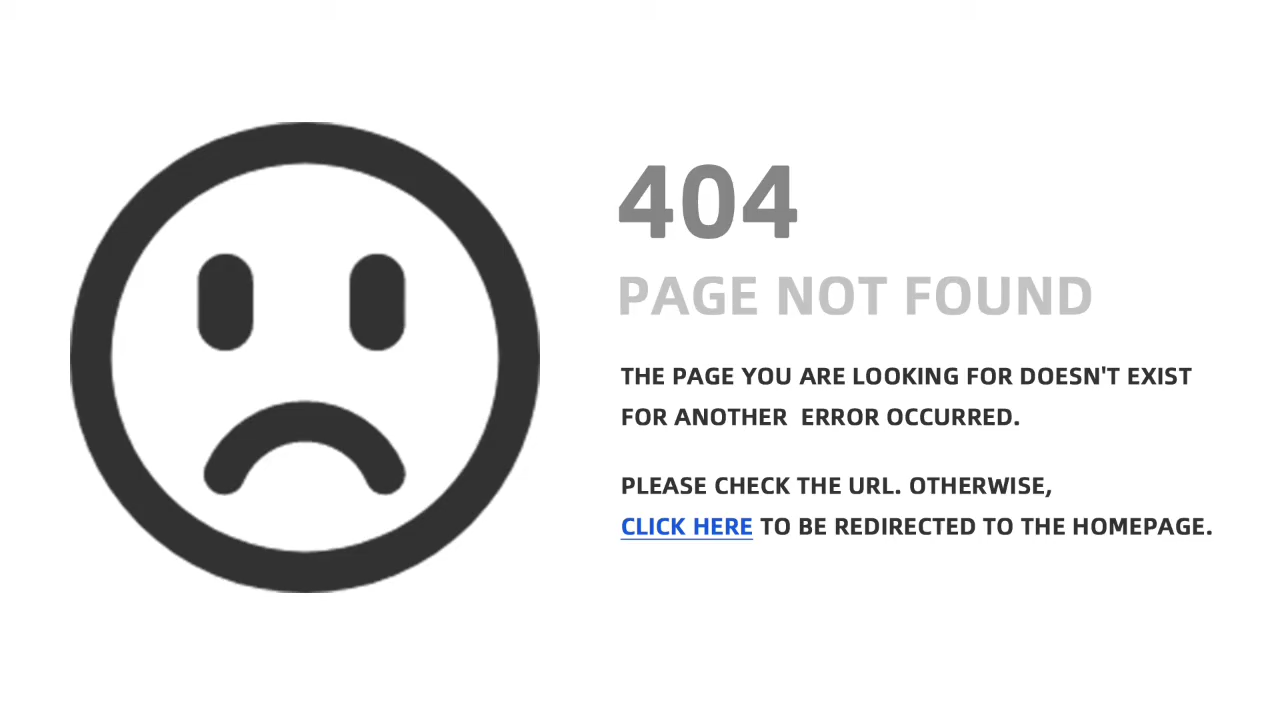 404
PAGE NOT FOUND
THE PAGE YOU ARE LOOKING FOR DOESN'T EXIST
FOR ANOTHER  ERROR OCCURRED.
PLEASE CHECK THE URL. OTHERWISE,
CLICK HERE TO BE REDIRECTED TO THE HOMEPAGE.